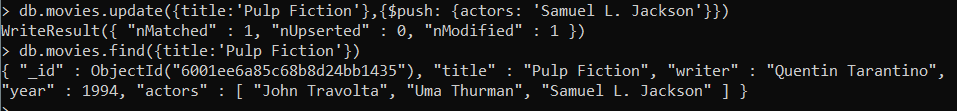 > db.movies.update({title:'Pulp Fiction'},{$push: {actors: 'Samuel L. Jackson'}})
WriteResult({ "nMatched" : 1, "nUpserted" : 0, "nModified" : 1 })
> db.movies.find({title:'Pulp Fiction'})
{ "_id" : ObjectId("6001ee6a85c68b8d24bb1435"), "title" : "Pulp Fiction", "writer" : "Quentin Tarantino",
"year" : 1994, "actors" : [ "John Travolta", "Uma Thurman", "Samuel L. Jackson" ] }